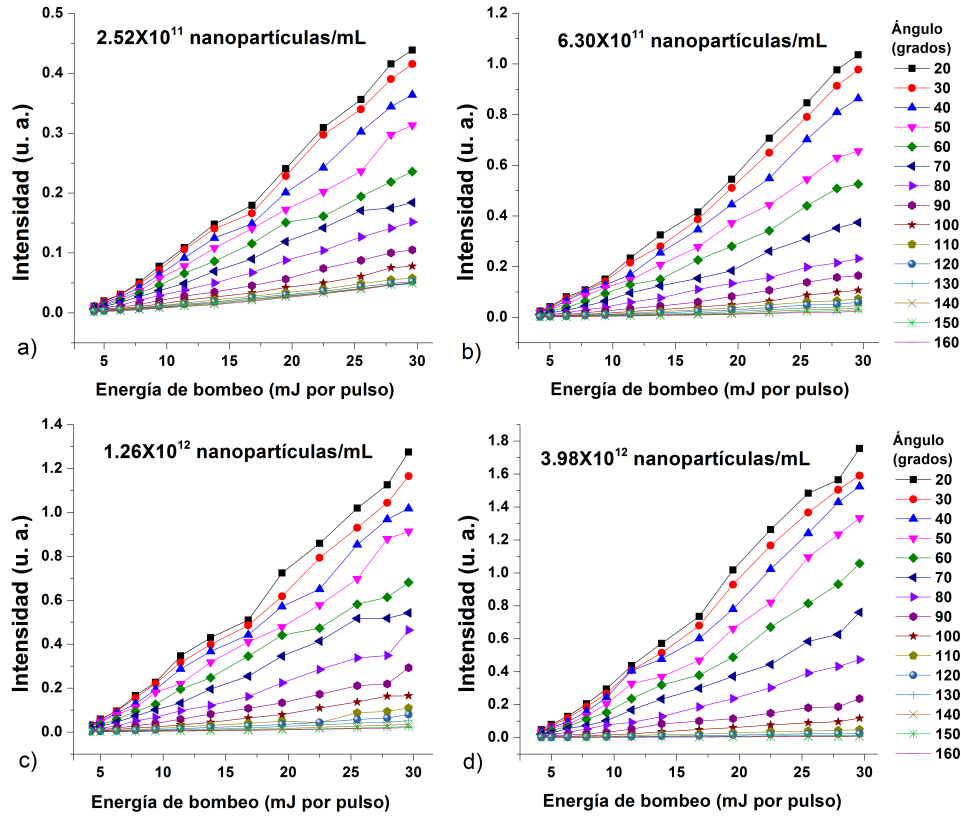 2.52X10¹¹ nanopartículas/mL
Intensidad (u. a.)
0.5
0.4
0.3
0.2
0.1
0.0
5 10 15 20 25 30
a)
Energía de bombeo (mJ por pulso)
6.30X10¹¹ nanopartículas/mL
Intensidad (u. a.)
1.2
1.0
0.8
0.6
0.4
0.2
0.0
5 10 15 20 25 30
b)
Energía de bombeo (mJ por pulso)
Ángulo
(grados)
20
30
40
50
60
70
80
90
100
110
120
130
140
150
160
1.26X10¹² nanopartículas/mL
Intensidad (u. a.)
1.4
1.2
1.0
0.8
0.6
0.4
0.2
0.0
5 10 15 20 25 30
c)
Energía de bombeo (mJ por pulso)
3.98X10¹² nanopartículas/mL
Intensidad (u. a.)
1.8
1.6
1.4
1.2
1.0
0.8
0.6
0.4
0.2
0.0
5 10 15 20 25 30
d)
Energía de bombeo (mJ por pulso)
Ángulo
(grados)
20
30
40
50
60
70
80
90
100
110
120
130
140
150
160